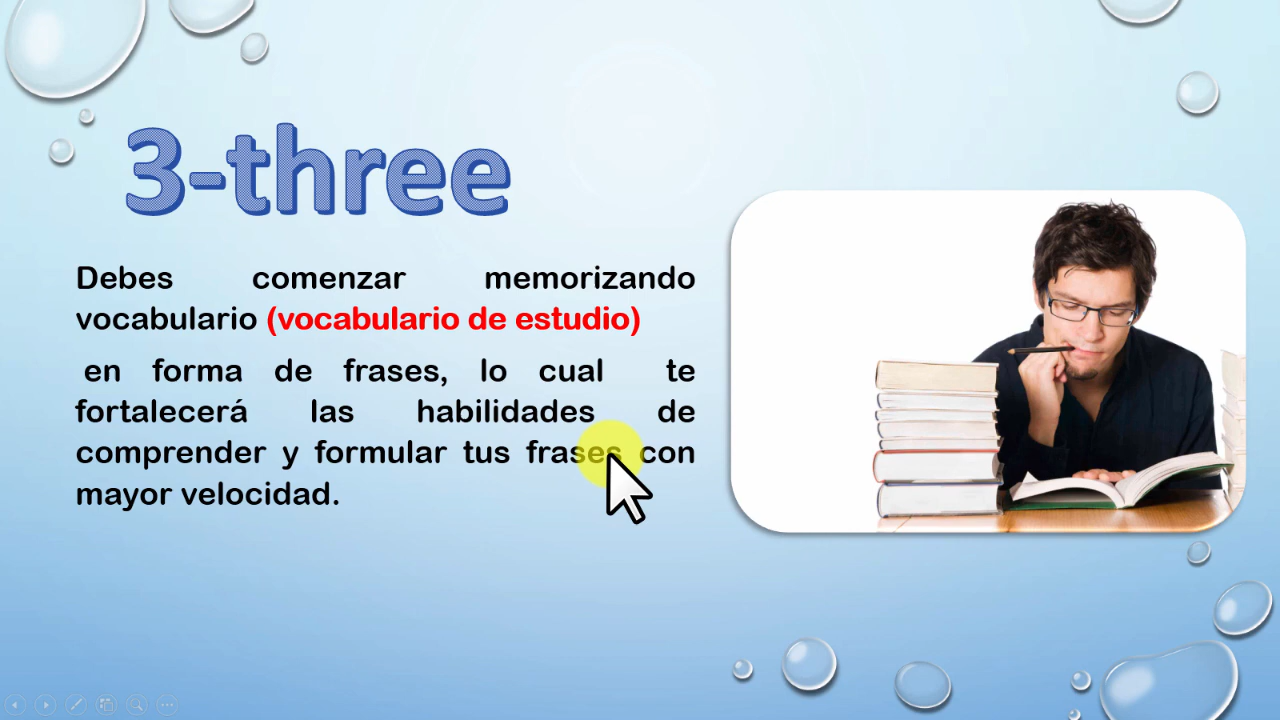 3-three
Debes comenzar memorizando
vocabulario (vocabulario de estudio)
en forma de frases, lo cual te
fortalecerá las habilidades de
comprender y formular tus frases con
mayor velocidad.